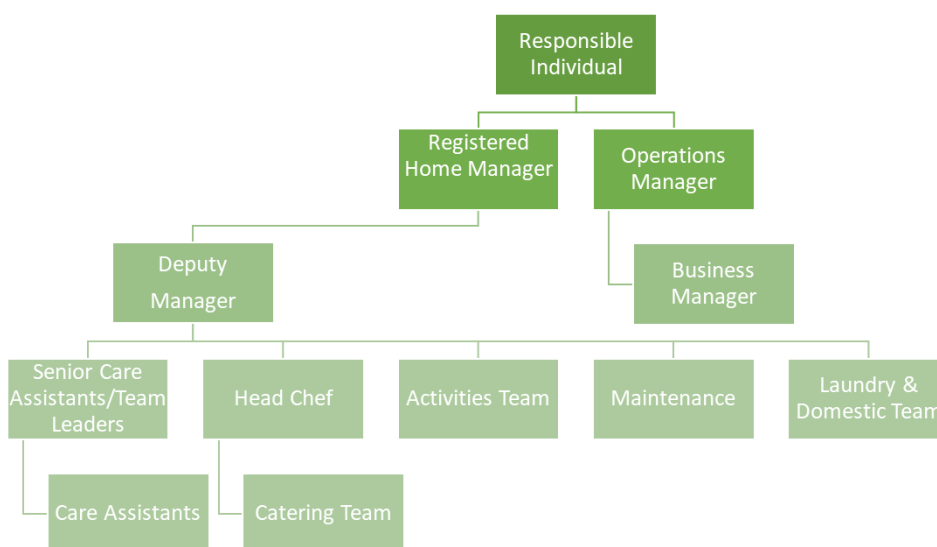 Responsible
Individual
Registered
Home Manager
Operations
Manager
Deputy
Manager
Business
Manager
Senior Care
Assistants/Team
Leaders
Head Chef
Activities Team
Maintenance
Laundry &
Domestic Team
Care Assistants
Catering Team